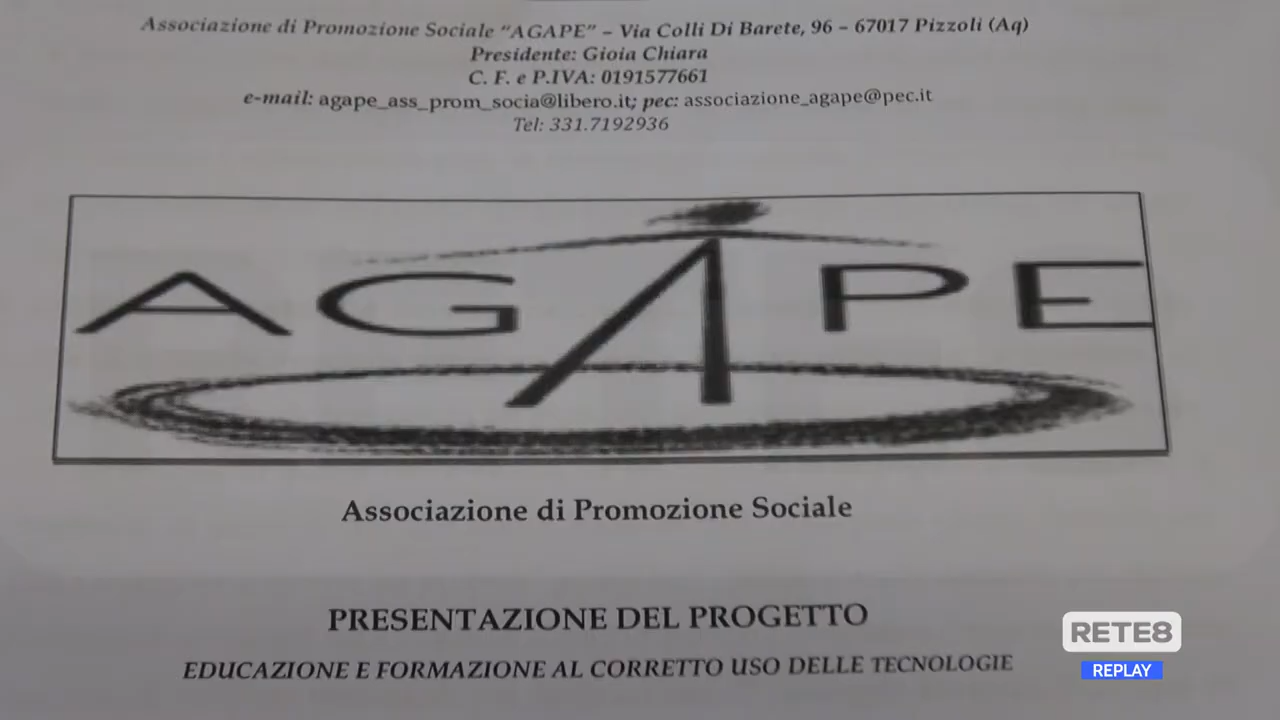 Associazione di Promozione Sociale “AGAPE” – Via Colli Di Barete, 96 – 67017 Pizzoli (Aq)
Presidente: Gioia Chiara
C. F. e P.IVA: 0191577661
e-mail: agape_ass_prom_socia@libero.it; pec: associazione_agape@pec.it
Tel: 331.7192936
AGAPE
Associazione di Promozione Sociale
PRESENTAZIONE DEL PROGETTO
EDUCAZIONE E FORMAZIONE AL CORRETTO USO DELLE TECNOLOGIE
RETE8
REPLAY